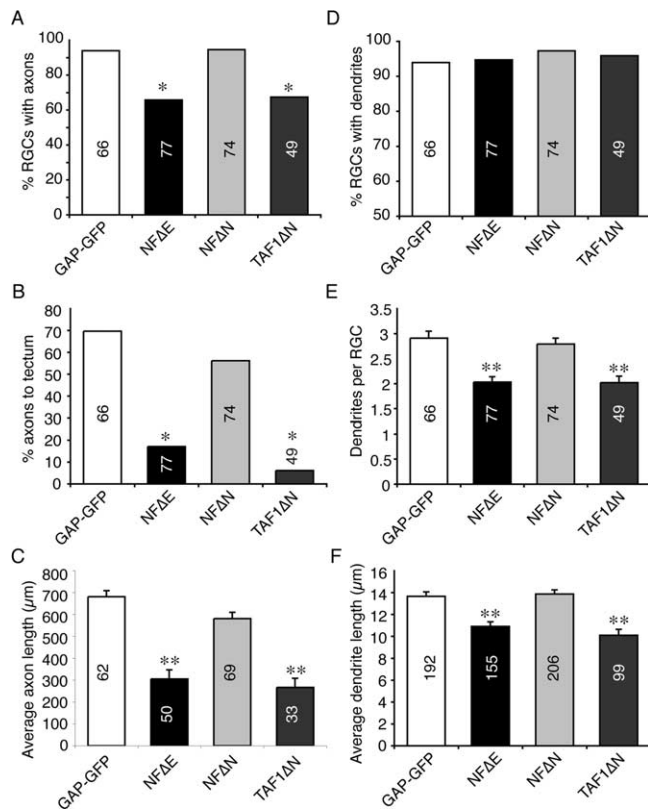 A
% RGCs with axons
100
80
60
40
20
0
66
77
74
49
*
*
GAP-GFP
NFΔE
NFΔN
TAF1ΔN
D
% RGCs with dendrites
100
90
80
70
60
50
66
77
74
49
GAP-GFP
NFΔE
NFΔN
TAF1ΔN
B
% axons to tectum
80
70
60
50
40
30
20
10
0
66
77
74
49
*
*
GAP-GFP
NFΔE
NFΔN
TAF1ΔN
E
Dendrites per RGC
3.5
3
2.5
2
1.5
1
0.5
0
66
77
74
49
**
**
GAP-GFP
NFΔE
NFΔN
TAF1ΔN
C
Average axon length (µm)
800
700
600
500
400
300
200
100
0
62
50
69
33
**
**
GAP-GFP
NFΔE
NFΔN
TAF1ΔN
F
Average dendrite length (µm)
16
14
12
10
8
6
4
2
0
192
155
206
99
**
**
GAP-GFP
NFΔE
NFΔN
TAF1ΔN